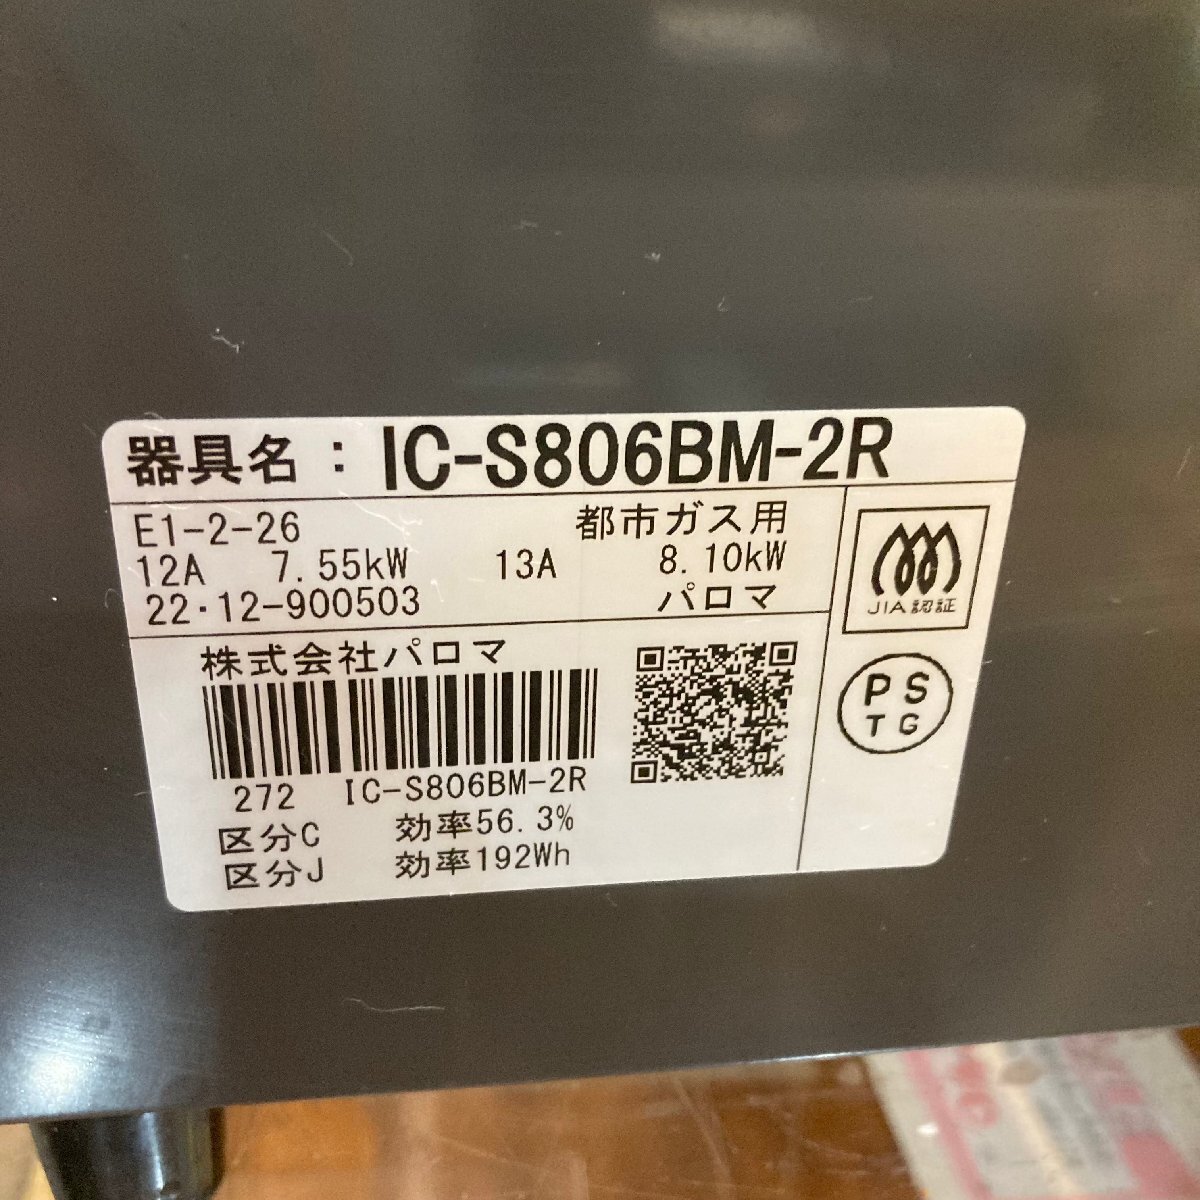 器具名：IC-S806BM-2R
E1-2-26 都市ガス用
12A 7.55kW 13A 8.10kW
22・12-900503 パロマ
JIA認証
株式会社パロマ
PS
TG
272 IC-S806BM-2R
区分C 効率56.3%
区分J 効率192Wh